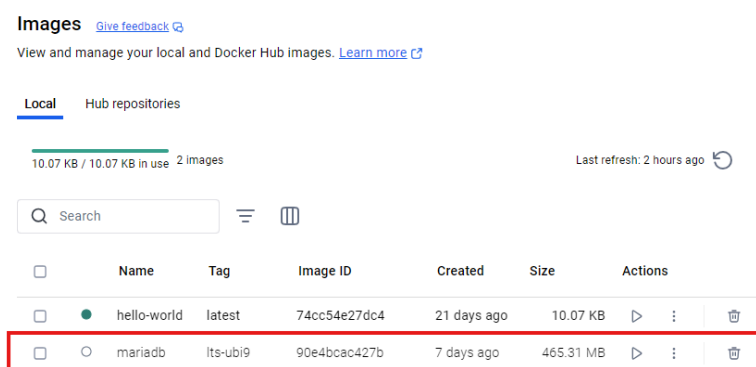 Images Give feedback
View and manage your local and Docker Hub images. Learn more
Local Hub repositories
10.07 KB / 10.07 KB in use 2 images Last refresh: 2 hours ago
Search
Name Tag Image ID Created Size Actions
hello-world latest 74cc54e27dc4 21 days ago 10.07 KB
mariadb lts-ubi9 90e4bcac427b 7 days ago 465.31 MB